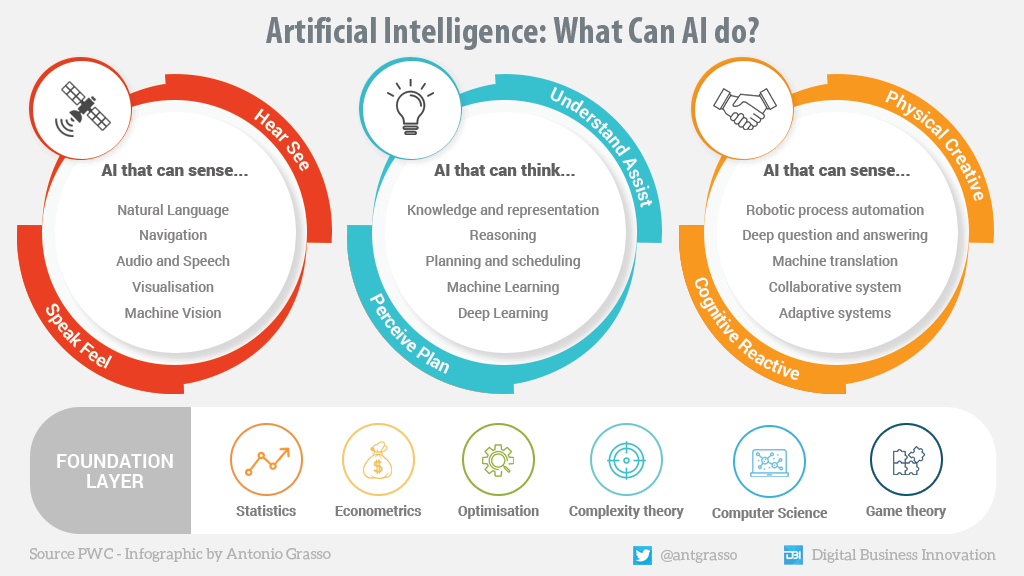 Artificial Intelligence: What Can AI do?
Hear See
AI that can sense...
Natural Language
Navigation
Audio and Speech
Visualisation
Machine Vision
Speak Feel
Understand Assist
AI that can think...
Knowledge and representation
Reasoning
Planning and scheduling
Machine Learning
Deep Learning
Perceive Plan
Physical Creative
AI that can sense...
Robotic process automation
Deep question and answering
Machine translation
Collaborative system
Adaptive systems
Cognitive Reactive
FOUNDATION
LAYER
$
Statistics
Econometrics
Optimisation
Complexity theory
Computer Science
Game theory
Source PWC - Infographic by Antonio Grasso
@antgrasso
DBI
Digital Business Innovation